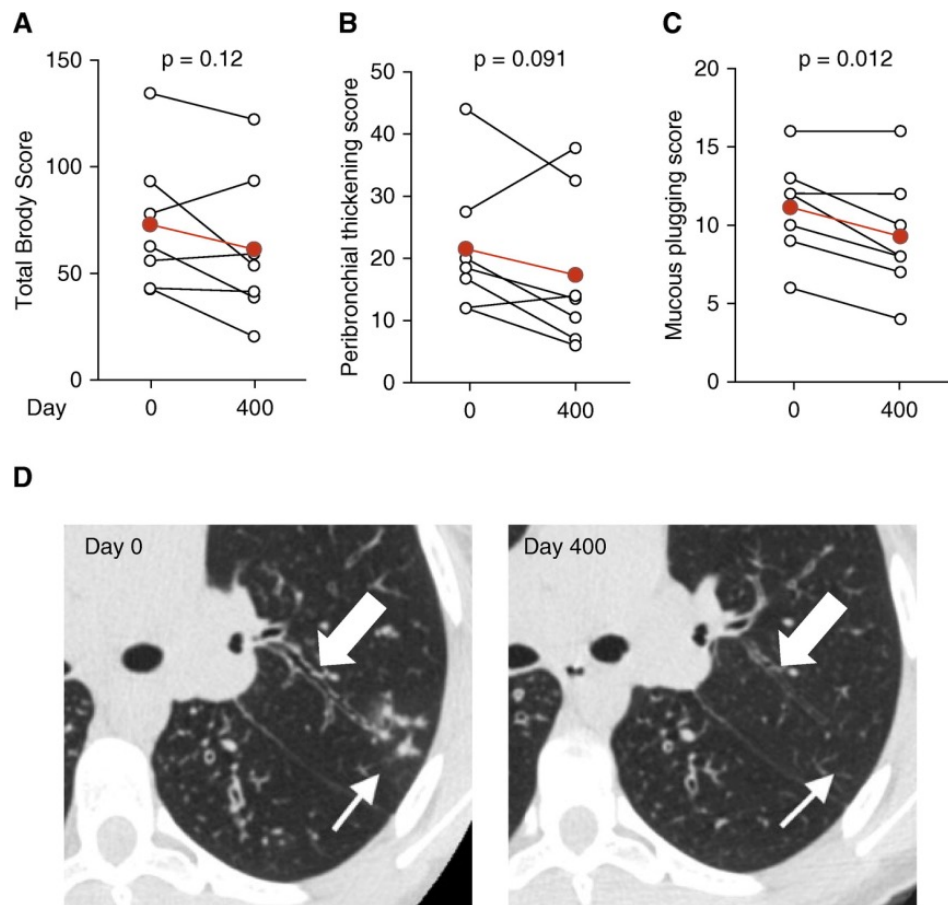 A
p = 0.12
Total Brody Score
150
100
50
0
Day
0
400
B
p = 0.091
Peribronchial thickening score
50
40
30
20
10
0
0
400
C
p = 0.012
Mucous plugging score
20
15
10
5
0
0
400
D
Day 0
Day 400